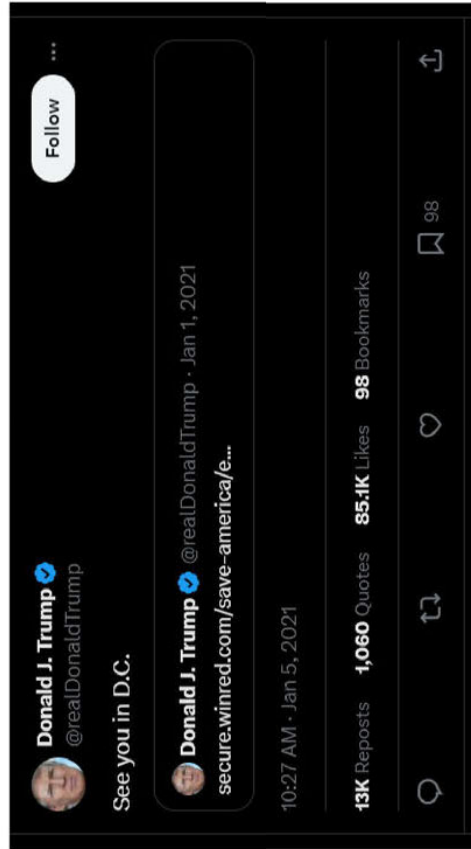 Donald J. Trump
@realDonaldTrump
Follow
See you in D.C.
Donald J. Trump @realDonaldTrump · Jan 1, 2021
secure.winred.com/save-america/e...
10:27 AM · Jan 5, 2021
13K Reposts 1,060 Quotes 85.1K Likes 98 Bookmarks
98